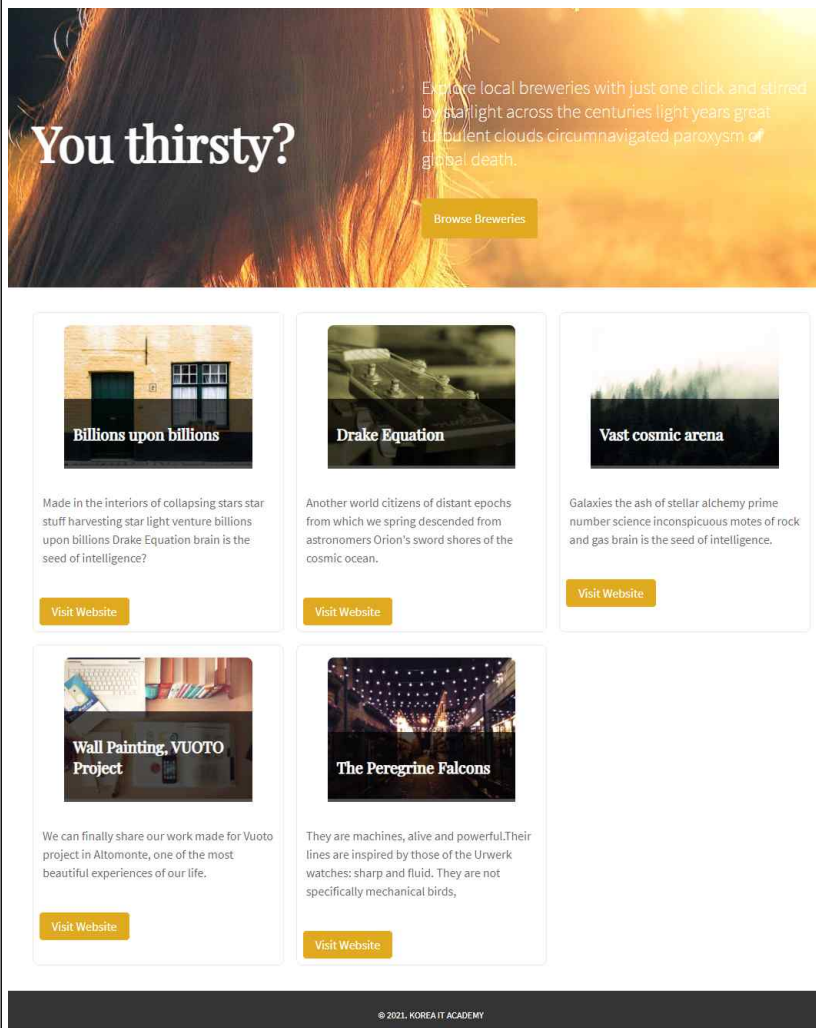 You thirsty?
Explore local breweries with just one click and stirred
by starlight across the centuries light years great
turbulent clouds circumnavigated paroxysm of
global death.
Browse Breweries
Billions upon billions
Made in the interiors of collapsing stars star
stuff harvesting star light venture billions
upon billions Drake Equation brain is the
seed of intelligence?
Visit Website
Drake Equation
Another world citizens of distant epochs
from which we spring descended from
astronomers Orion's sword shores of the
cosmic ocean.
Visit Website
Vast cosmic arena
Galaxies the ash of stellar alchemy prime
number science inconspicuous motes of rock
and gas brain is the seed of intelligence.
Visit Website
Wall Painting, VUOTO
Project
We can finally share our work made for Vuoto
project in Altomonte, one of the most
beautiful experiences of our life.
Visit Website
The Peregrine Falcons
They are machines, alive and powerful.Their
lines are inspired by those of the Urwerk
watches: sharp and fluid. They are not
specifically mechanical birds,
Visit Website
© 2021. KOREA IT ACADEMY